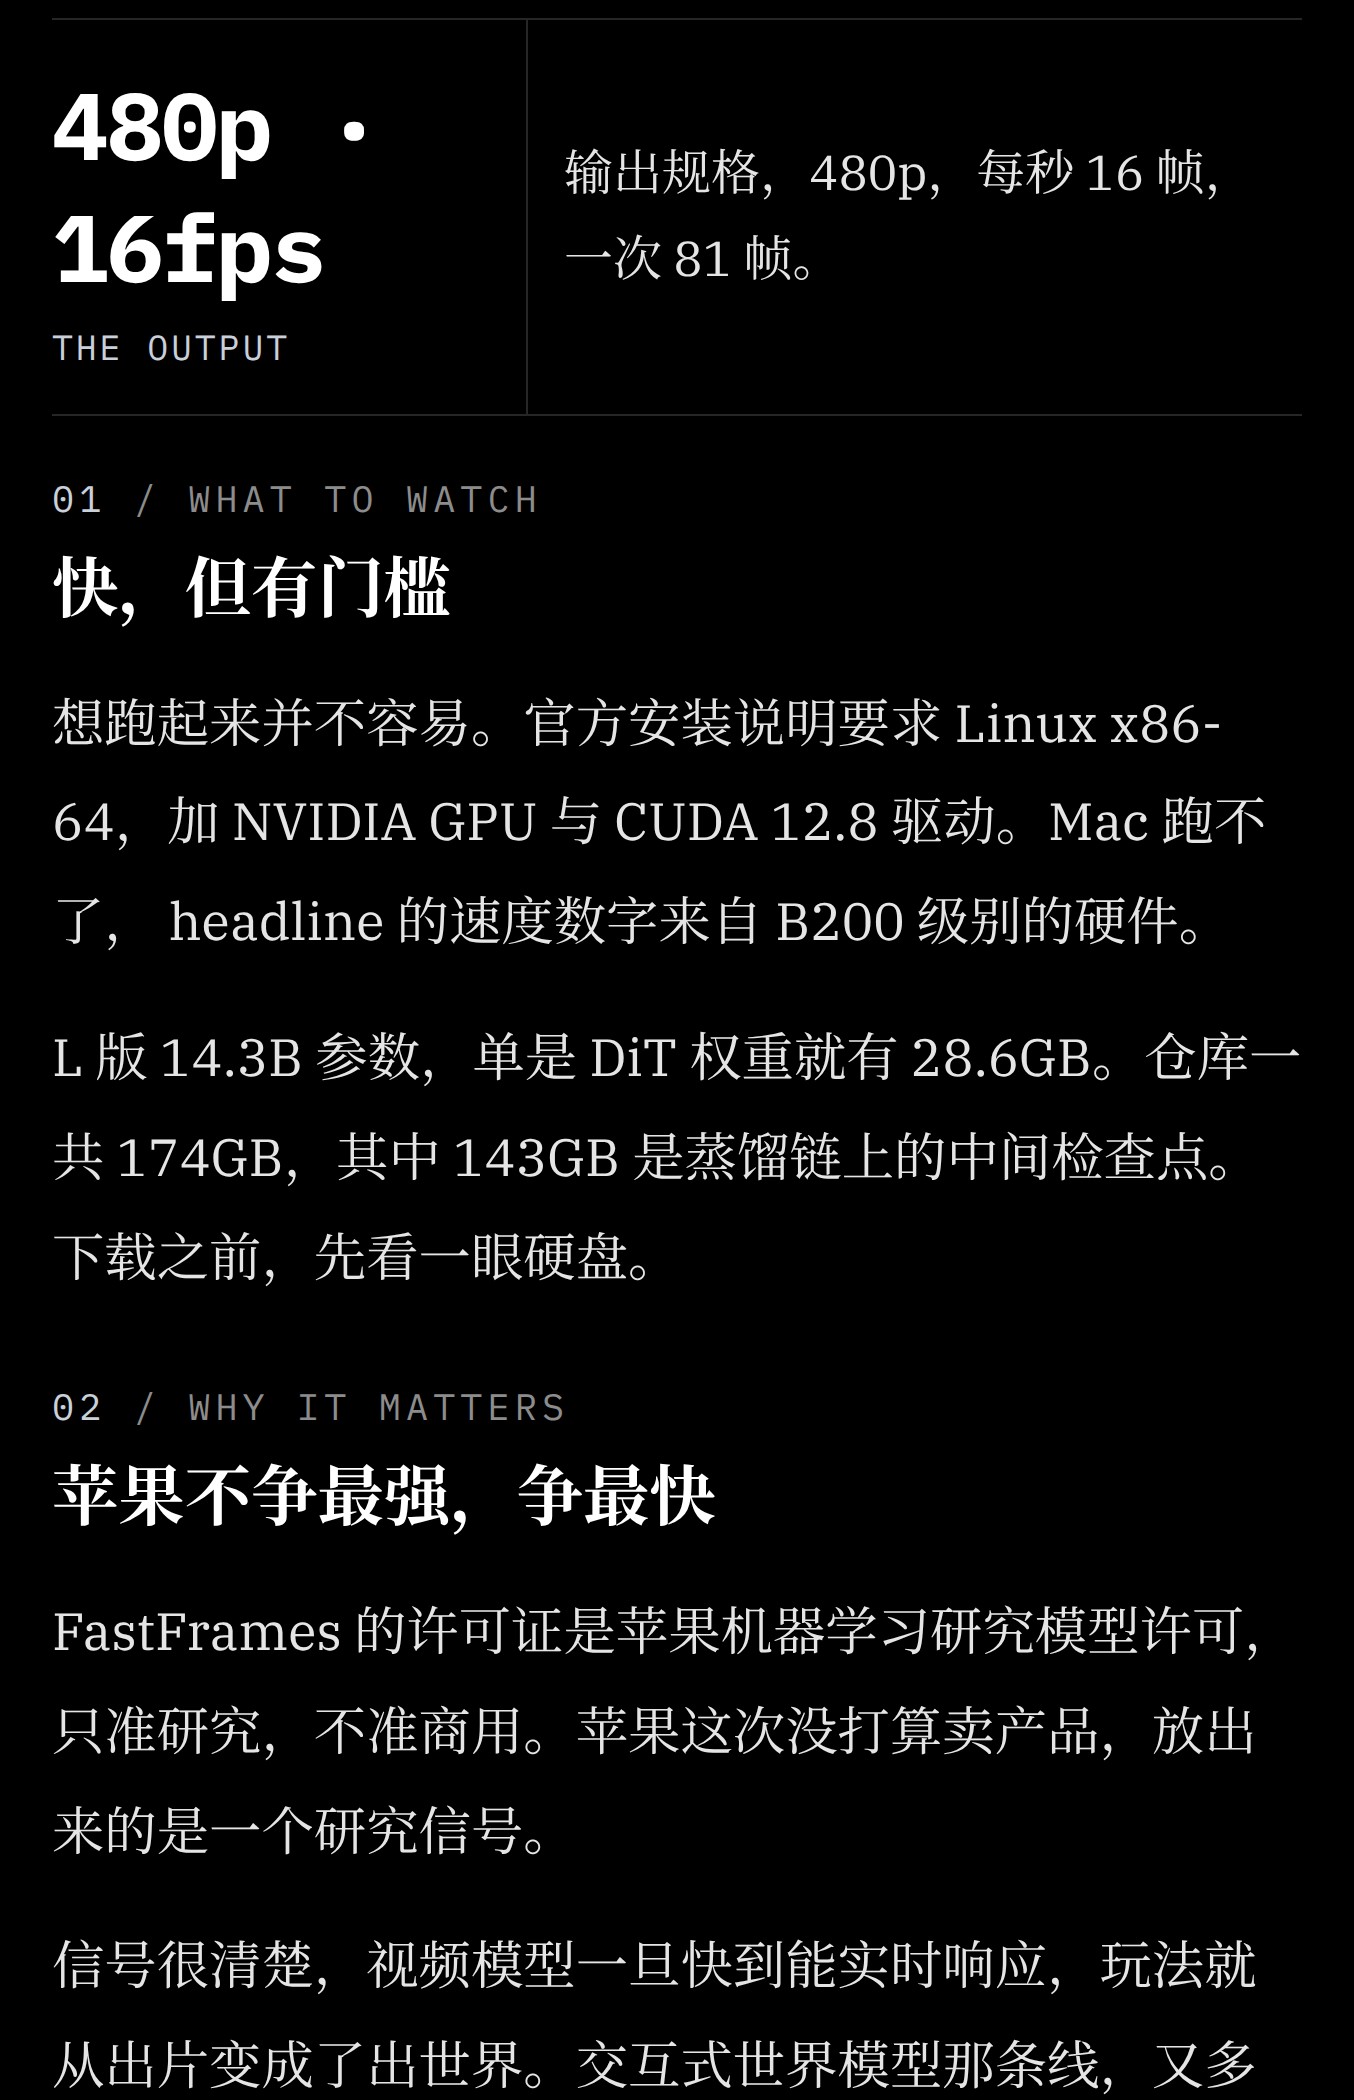 480p ·
16fps
THE OUTPUT
输出规格，480p，每秒 16 帧，
一次 81 帧。
01 / WHAT TO WATCH
快，但有门槛
想跑起来并不容易。官方安装说明要求 Linux x86-
64，加 NVIDIA GPU 与 CUDA 12.8 驱动。Mac 跑不
了， headline 的速度数字来自 B200 级别的硬件。
L 版 14.3B 参数，单是 DiT 权重就有 28.6GB。仓库一
共 174GB，其中 143GB 是蒸馏链上的中间检查点。
下载之前，先看一眼硬盘。
02 / WHY IT MATTERS
苹果不争最强，争最快
FastFrames 的许可证是苹果机器学习研究模型许可，
只准研究，不准商用。苹果这次没打算卖产品，放出
来的是一个研究信号。
信号很清楚，视频模型一旦快到能实时响应，玩法就
从出片变成了出世界。交互式世界模型那条线，又多